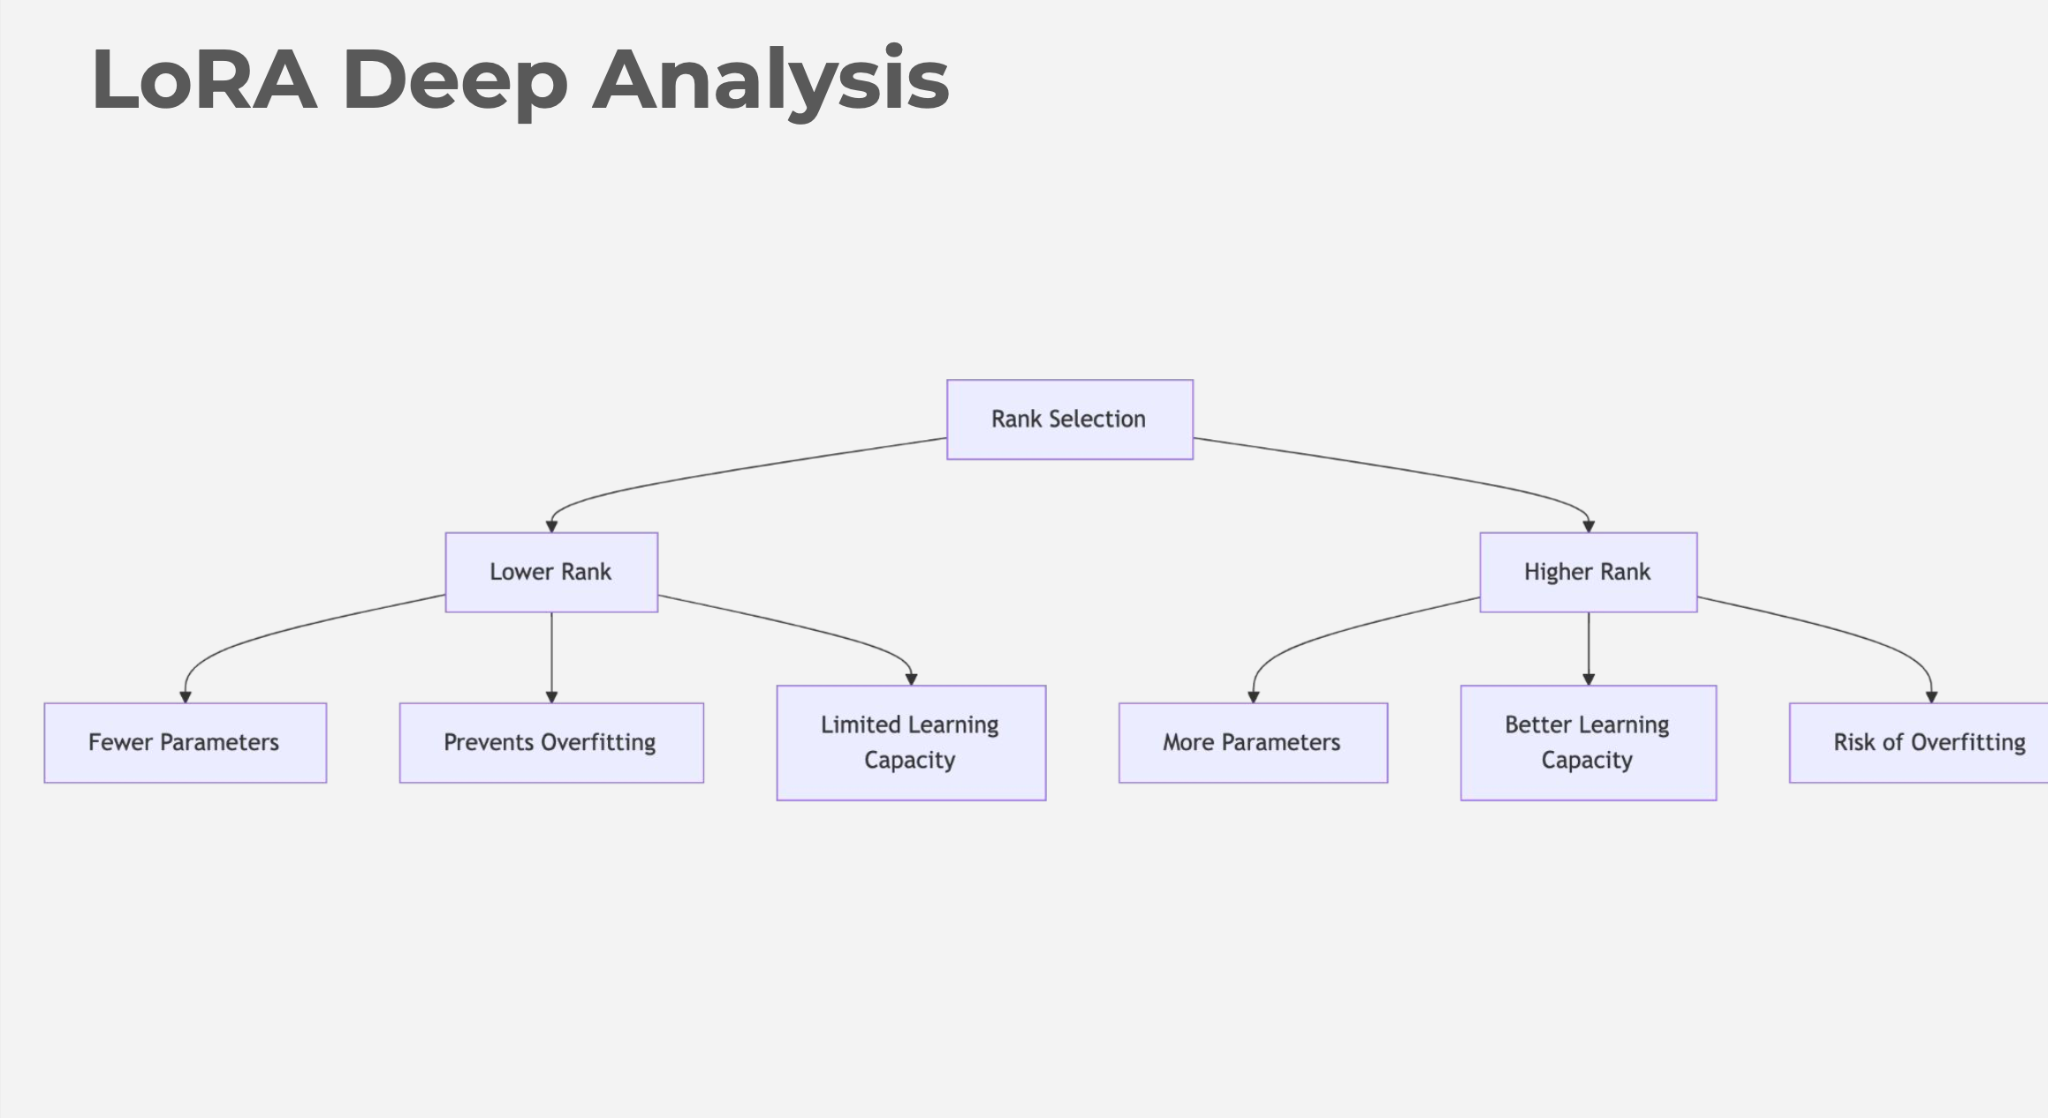 LoRA Deep Analysis
Rank Selection
Lower Rank
Higher Rank
Fewer Parameters
Prevents Overfitting
Limited Learning
Capacity
More Parameters
Better Learning
Capacity
Risk of Overfitting